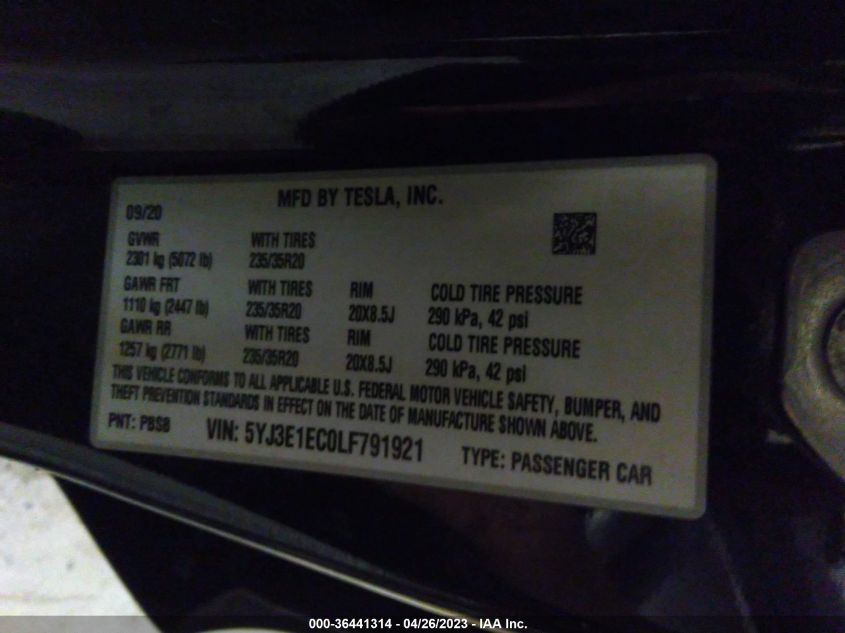 MFD BY TESLA, INC.
09/20
GVWR WITH TIRES
2301 kg (5072 lb) 235/35R20
GAWR FRT WITH TIRES RIM COLD TIRE PRESSURE
1110 kg (2447 lb) 235/35R20 20X8.5J 290 kPa, 42 psi
GAWR RR WITH TIRES RIM COLD TIRE PRESSURE
1257 kg (2771 lb) 235/35R20 20X8.5J 290 kPa, 42 psi
THIS VEHICLE CONFORMS TO ALL APPLICABLE U.S. FEDERAL MOTOR VEHICLE SAFETY, BUMPER, AND
THEFT PREVENTION STANDARDS IN EFFECT ON THE DATE OF MANUFACTURE SHOWN ABOVE.
PNT: PBSB VIN: 5YJ3E1EC0LF791921 TYPE: PASSENGER CAR
000-36441314 / 04/26/2023 - IAA Inc.